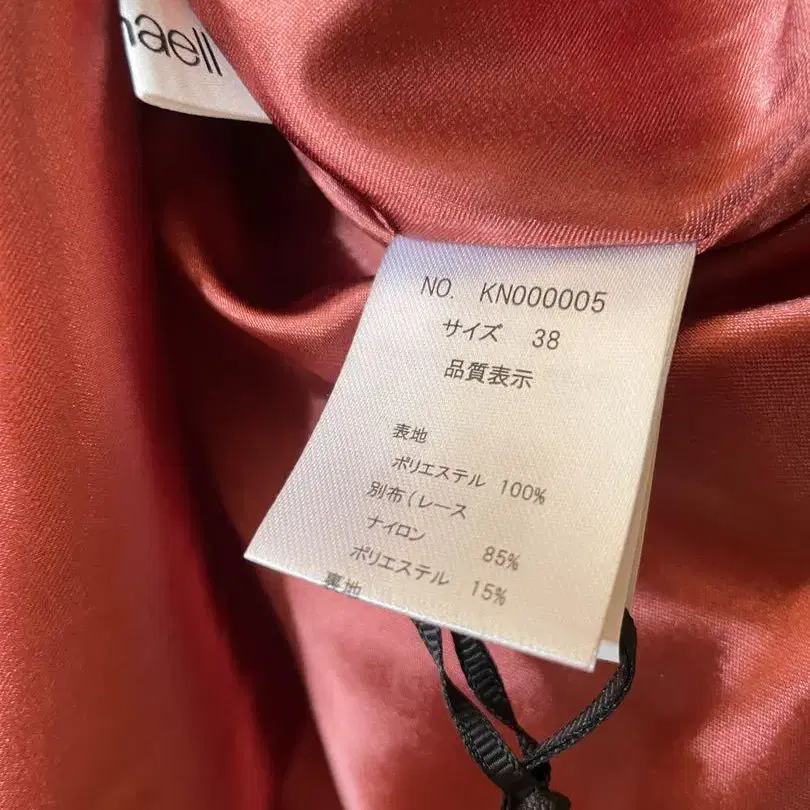 haell
NO. KN000005
サイズ 38
品質表示
表地
ポリエステル 100%
別布(レース
ナイロン 85%
ポリエステル 15%
裏地